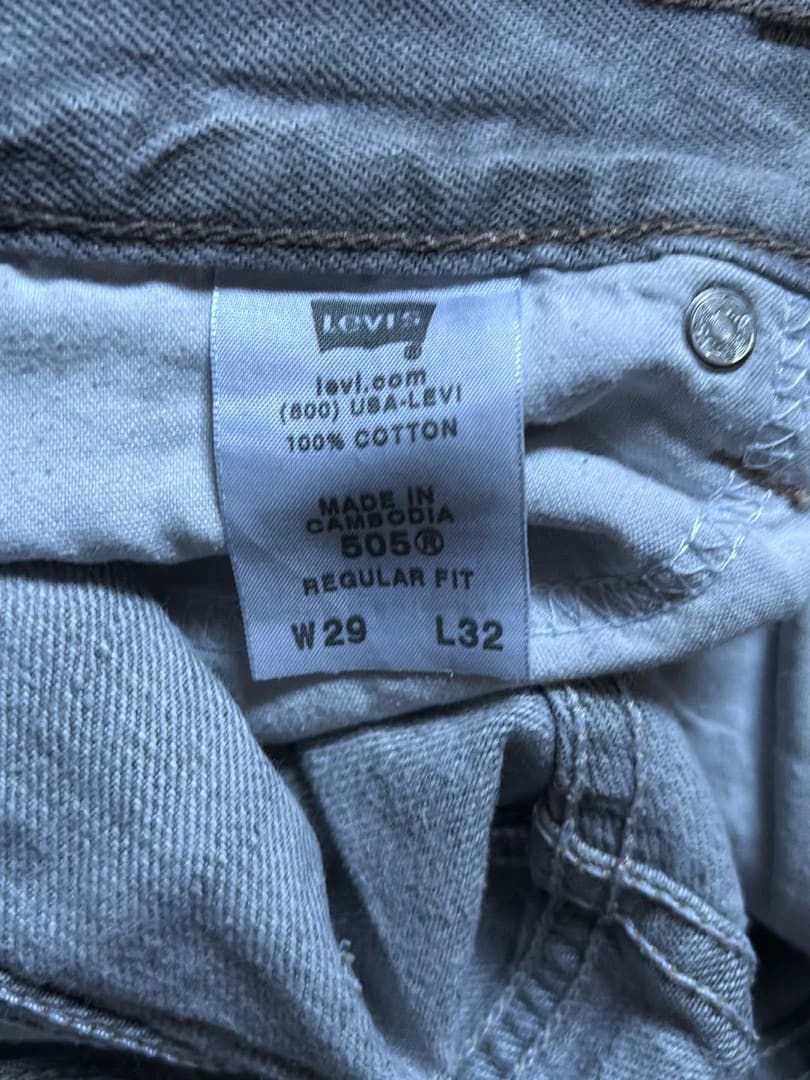 Levi's
®
levi.com
(800) USA-LEVI
100% COTTON
MADE IN
CAMBODIA
505®
REGULAR FIT
W29 L32